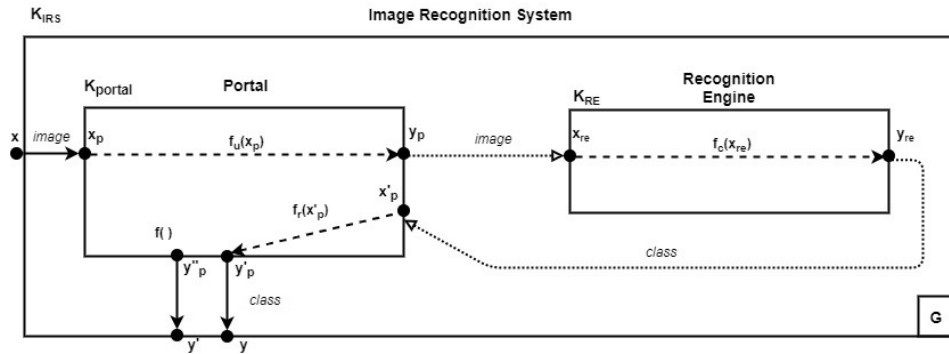 K_IRS Image Recognition System
K_portal Portal
Recognition
Engine
K_RE
x image x_p f_u(x_p) y_p image x_re f_c(x_re) y_re
x'_p
f_r(x'_p)
f( )
class
y''_p y'_p
class
G
y' y